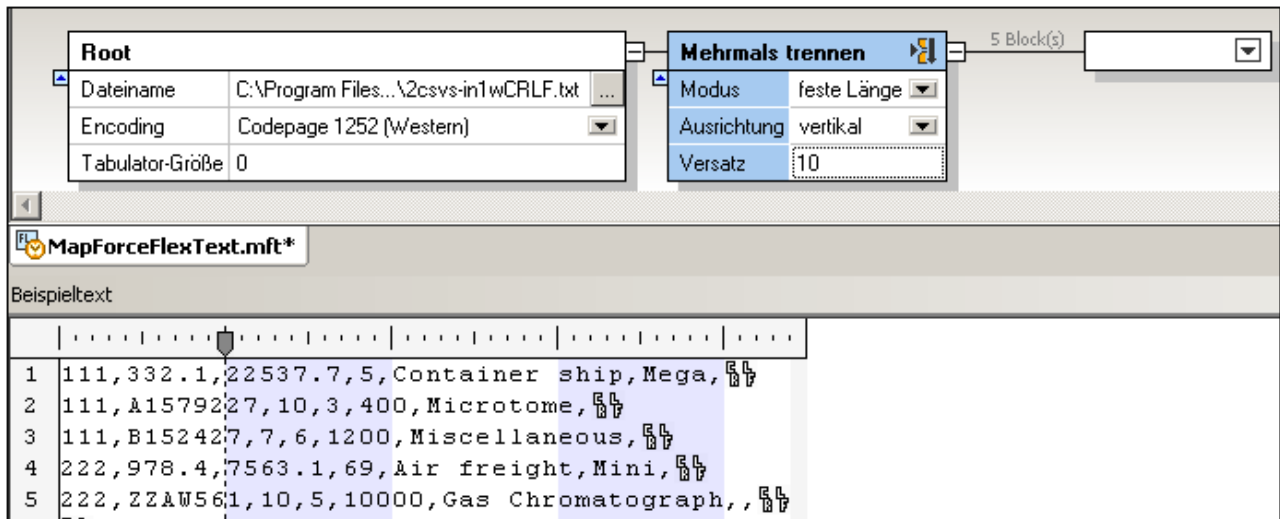 Root
Dateiname C:\Program Files...\2csvs-in1wCRLF.txt ...
Encoding Codepage 1252 (Western)
Tabulator-Größe 0
Mehrmals trennen
Modus feste Länge
Ausrichtung vertikal
Versatz 10
5 Block(s)
MapForceFlexText.mft*
Beispieltext
1 111,332.1,22537.7,5,Container ship,Mega,
2 111,A1579227,10,3,400,Microtome,
3 111,B152427,7,6,1200,Miscellaneous,
4 222,978.4,7563.1,69,Air freight,Mini,
5 222,ZZAW561,10,5,10000,Gas Chromatograph,,